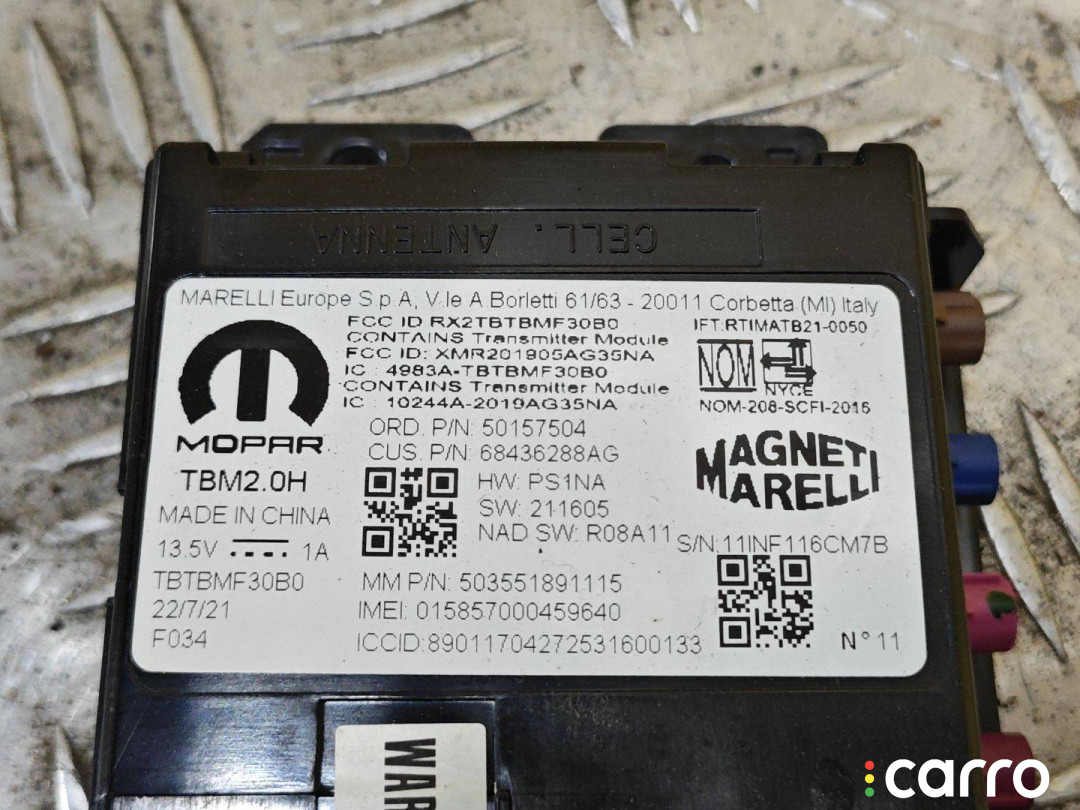 CELL. ANTENNA
MARELLI Europe S.p.A, V.le A Borletti 61/63 - 20011 Corbetta (MI) Italy
FCC ID RX2TBTBMF30B0
CONTAINS Transmitter Module
FCC ID: XMR201905AG35NA
IC : 4983A-TBTBMF30B0
CONTAINS Transmitter Module
IC : 10244A-2019AG35NA
IFT:RTIMATB21-0050
NOM
NYCE
NOM-208-SCFI-2016
MOPAR
TBM2.0H
MADE IN CHINA
13.5V 1A
TBTBMF30B0
22/7/21
F034
ORD. P/N: 50157504
CUS. P/N: 68436288AG
HW: PS1NA
SW: 211605
NAD SW: R08A11
MAGNETI
MARELLI
S/N:11INF116CM7B
MM P/N: 503551891115
IMEI: 015857000459640
ICCID:89011704272531600133
N° 11
WAR
carro